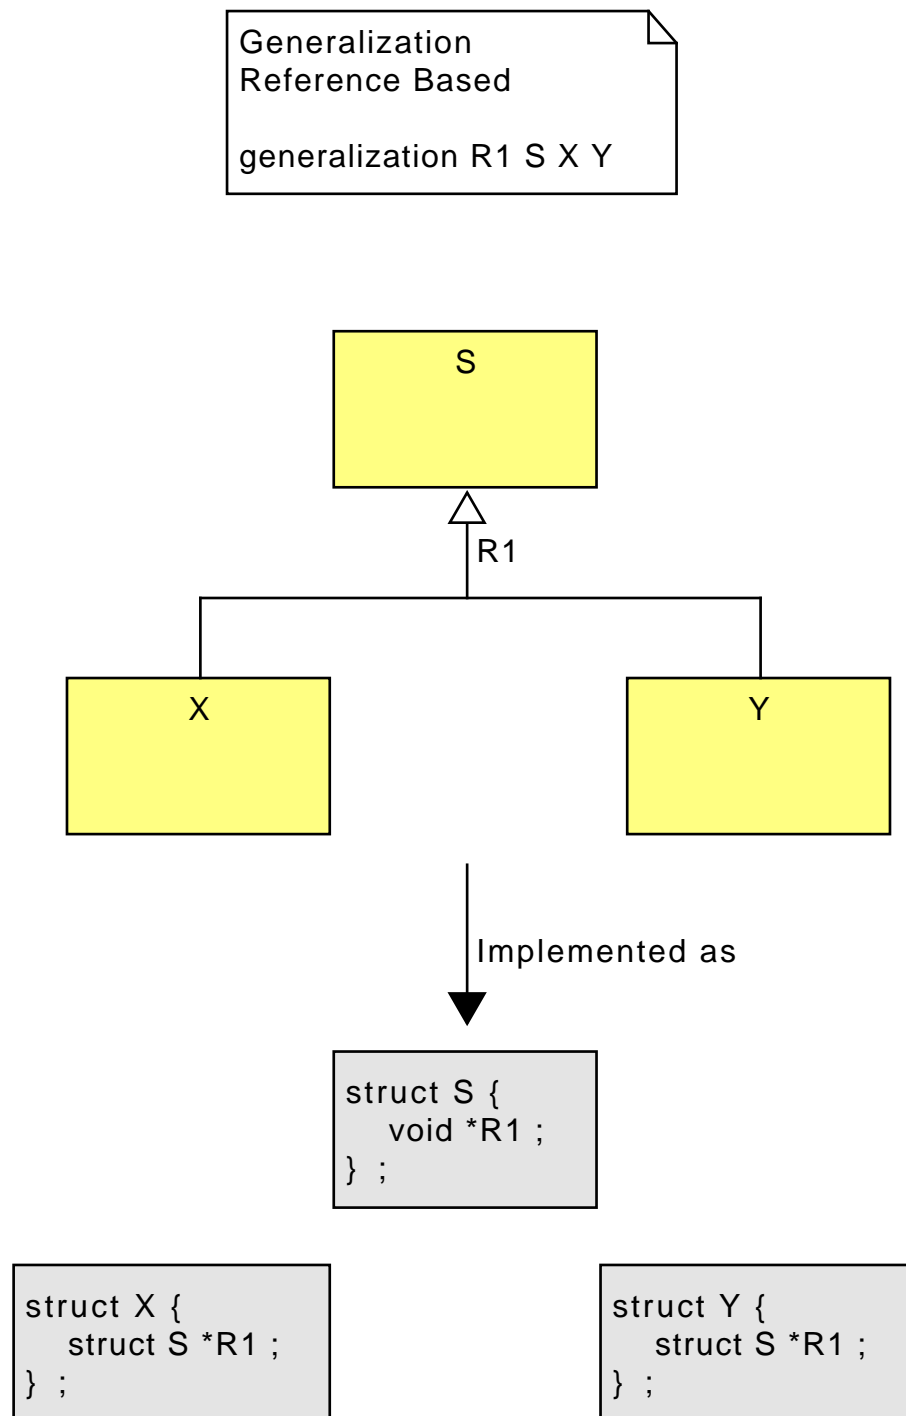 Generalization
Reference Based
generalization R1 S X Y
S
R1
X
Y
Implemented as
struct S {
void *R1 ;
} ;
struct X {
struct S *R1 ;
} ;
struct Y {
struct S *R1 ;
} ;